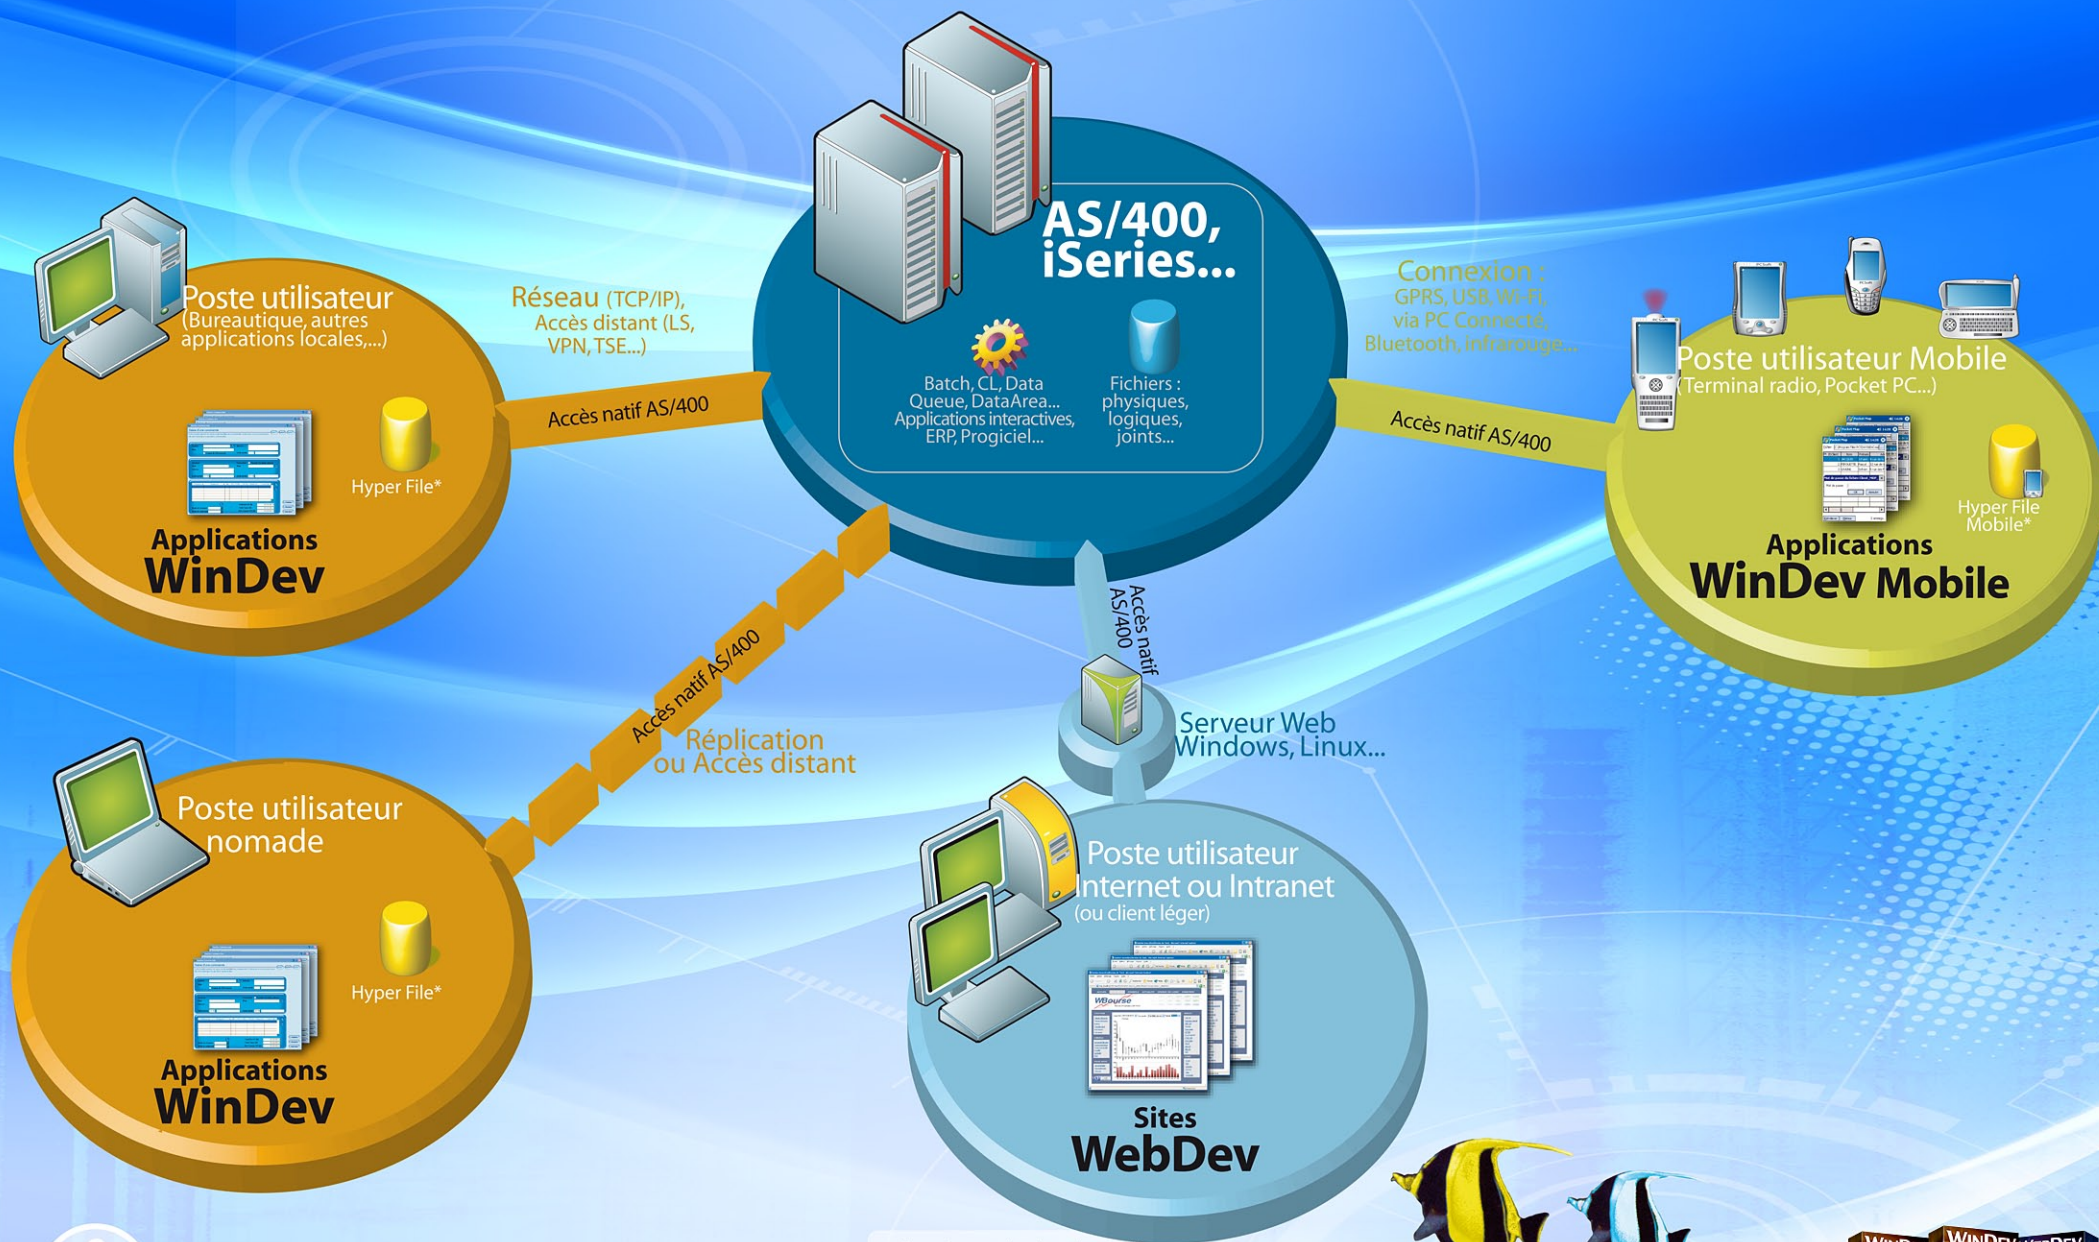 AS/400,
iSeries...
Batch, CL, Data
Queue, DataArea...
Applications interactives,
ERP, Progiciel...
Fichiers :
physiques,
logiques,
joints...
Poste utilisateur
(Bureautique, autres
applications locales,...)
Hyper File*
Applications
WinDev
Réseau (TCP/IP),
Accès distant (LS,
VPN, TSE...)
Accès natif AS/400
Connexion :
GPRS, USB, Wi-Fi,
via PC Connecté,
Bluetooth, Infrarouge...
Accès natif AS/400
Poste utilisateur Mobile
(Terminal radio, Pocket PC...)
Hyper File
Mobile*
Applications
WinDev Mobile
Accès natif AS/400
Réplication
ou Accès distant
Accès natif
AS/400
Serveur Web
Windows, Linux...
Poste utilisateur
nomade
Hyper File*
Applications
WinDev
Poste utilisateur
Internet ou Intranet
(ou client léger)
WBourse
Sites
WebDev
WINDEV